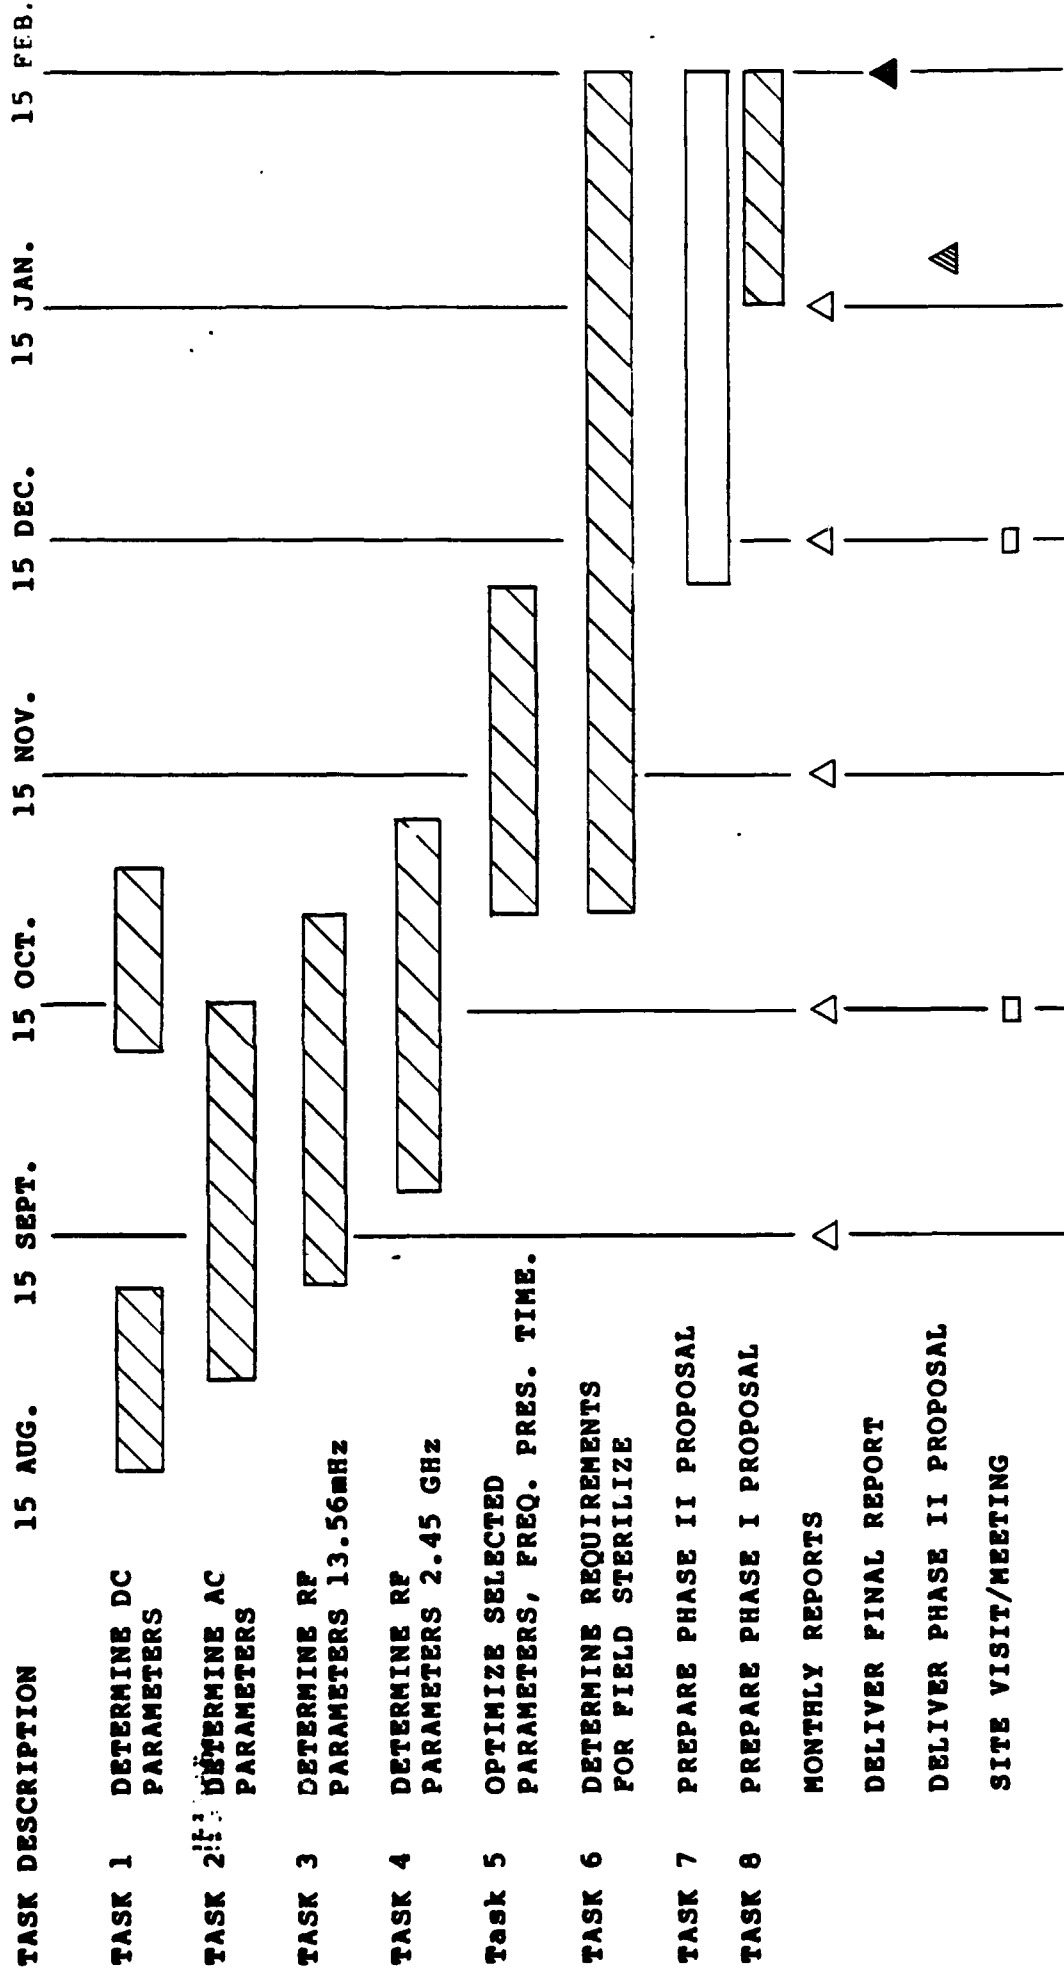 TASK DESCRIPTION 15 AUG. 15 SEPT. 15 OCT. 15 NOV. 15 DEC. 15 JAN. 15 FEB.
TASK 1 DETERMINE DC
PARAMETERS
TASK 2 DETERMINE AC
PARAMETERS
TASK 3 DETERMINE RF
PARAMETERS 13.56mHz
TASK 4 DETERMINE RF
PARAMETERS 2.45 GHz
Task 5 OPTIMIZE SELECTED
PARAMETERS, FREQ. PRES. TIME.
TASK 6 DETERMINE REQUIREMENTS
FOR FIELD STERILIZE
TASK 7 PREPARE PHASE II PROPOSAL
TASK 8 PREPARE PHASE I PROPOSAL
MONTHLY REPORTS
DELIVER FINAL REPORT
DELIVER PHASE II PROPOSAL
SITE VISIT/MEETING